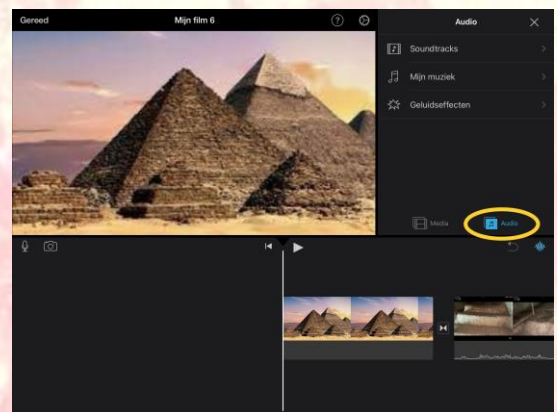 Gereed Mijn film 6 ? Audio
Soundtracks
Mijn muziek
Geluidseffecten
Media Audio